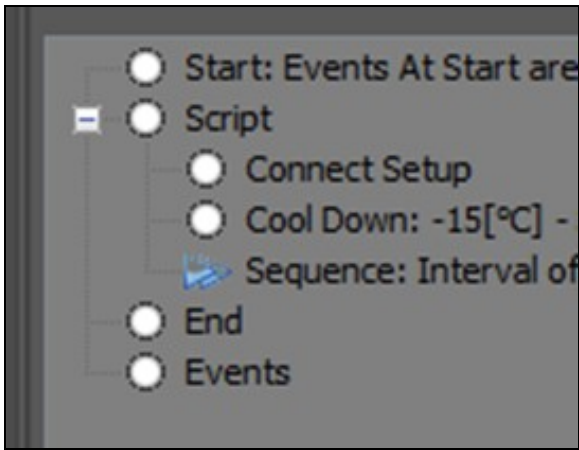 Start: Events At Start are
Script
Connect Setup
Cool Down: -15[°C] -
Sequence: Interval of
End
Events